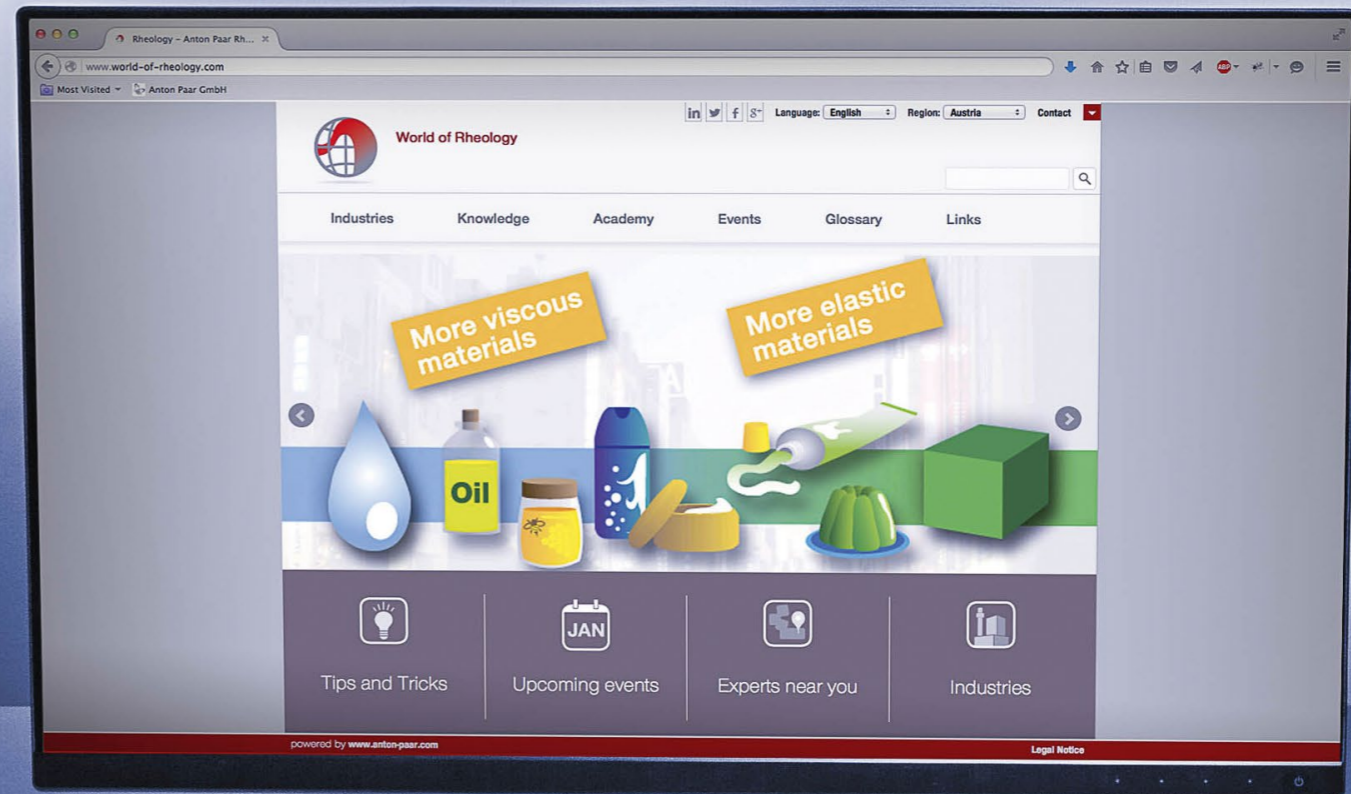 Rheology – Anton Paar Rh...
www.world-of-rheology.com
ABP
Most Visited
Anton Paar GmbH
in f g+ Language: English Region: Austria Contact
World of Rheology
Industries Knowledge Academy Events Glossary Links
More viscous
materials
More elastic
materials
Oil
JAN
Tips and Tricks Upcoming events Experts near you Industries
powered by www.anton-paar.com Legal Notice